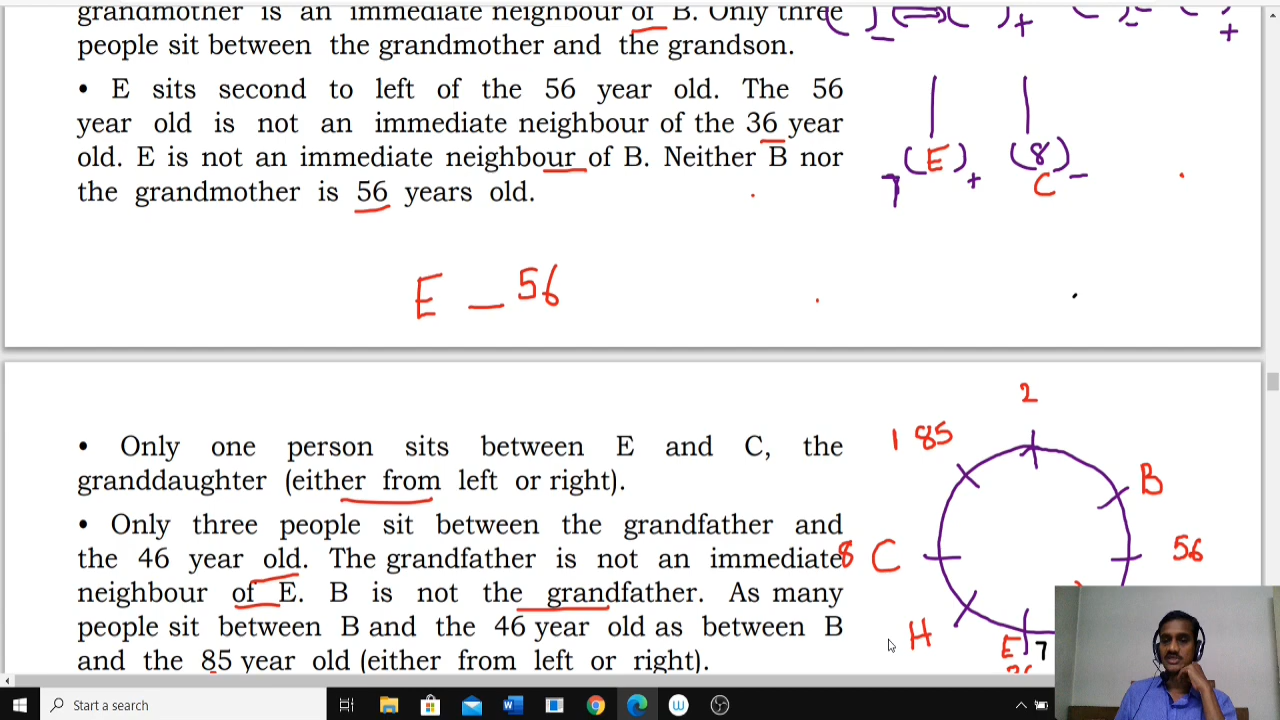 grandmother is an immediate neighbour of B. Only three
people sit between the grandmother and the grandson.
• E sits second to left of the 56 year old. The 56
year old is not an immediate neighbour of the 36 year
old. E is not an immediate neighbour of B. Neither B nor
the grandmother is 56 years old.
( ) ⟺ ( )+
−
+
(E)+ (8)−
7 C
E _ 56
• Only one person sits between E and C, the
granddaughter (either from left or right).
• Only three people sit between the grandfather and
the 46 year old. The grandfather is not an immediate
neighbour of E. B is not the grandfather. As many
people sit between B and the 46 year old as between B
and the 85 year old (either from left or right).
2
1 85
B
8 C
56
H
E 7
Search a search